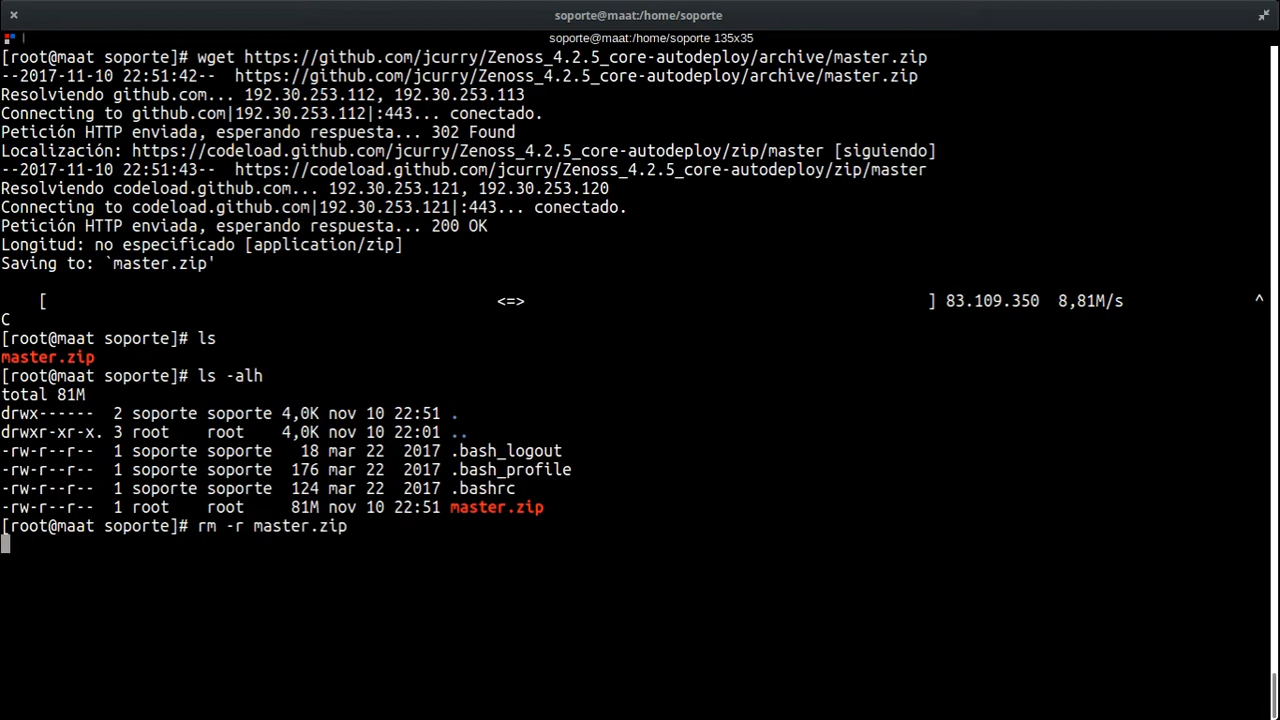 soporte@maat:/home/soporte
soporte@maat:/home/soporte 135x35
[root@maat soporte]# wget https://github.com/jcurry/Zenoss_4.2.5_core-autodeploy/archive/master.zip
--2017-11-10 22:51:42--  https://github.com/jcurry/Zenoss_4.2.5_core-autodeploy/archive/master.zip
Resolviendo github.com... 192.30.253.112, 192.30.253.113
Connecting to github.com|192.30.253.112|:443... conectado.
Petición HTTP enviada, esperando respuesta... 302 Found
Localización: https://codeload.github.com/jcurry/Zenoss_4.2.5_core-autodeploy/zip/master [siguiendo]
--2017-11-10 22:51:43--  https://codeload.github.com/jcurry/Zenoss_4.2.5_core-autodeploy/zip/master
Resolviendo codeload.github.com... 192.30.253.121, 192.30.253.120
Connecting to codeload.github.com|192.30.253.121|:443... conectado.
Petición HTTP enviada, esperando respuesta... 200 OK
Longitud: no especificado [application/zip]
Saving to: `master.zip'
[ <=> ] 83.109.350  8,81M/s ^
C
[root@maat soporte]# ls
master.zip
[root@maat soporte]# ls -alh
total 81M
drwx------  2 soporte soporte 4,0K nov 10 22:51 .
drwxr-xr-x. 3 root    root    4,0K nov 10 22:01 ..
-rw-r--r--  1 soporte soporte   18 mar 22  2017 .bash_logout
-rw-r--r--  1 soporte soporte  176 mar 22  2017 .bash_profile
-rw-r--r--  1 soporte soporte  124 mar 22  2017 .bashrc
-rw-r--r--  1 root    root     81M nov 10 22:51 master.zip
[root@maat soporte]# rm -r master.zip